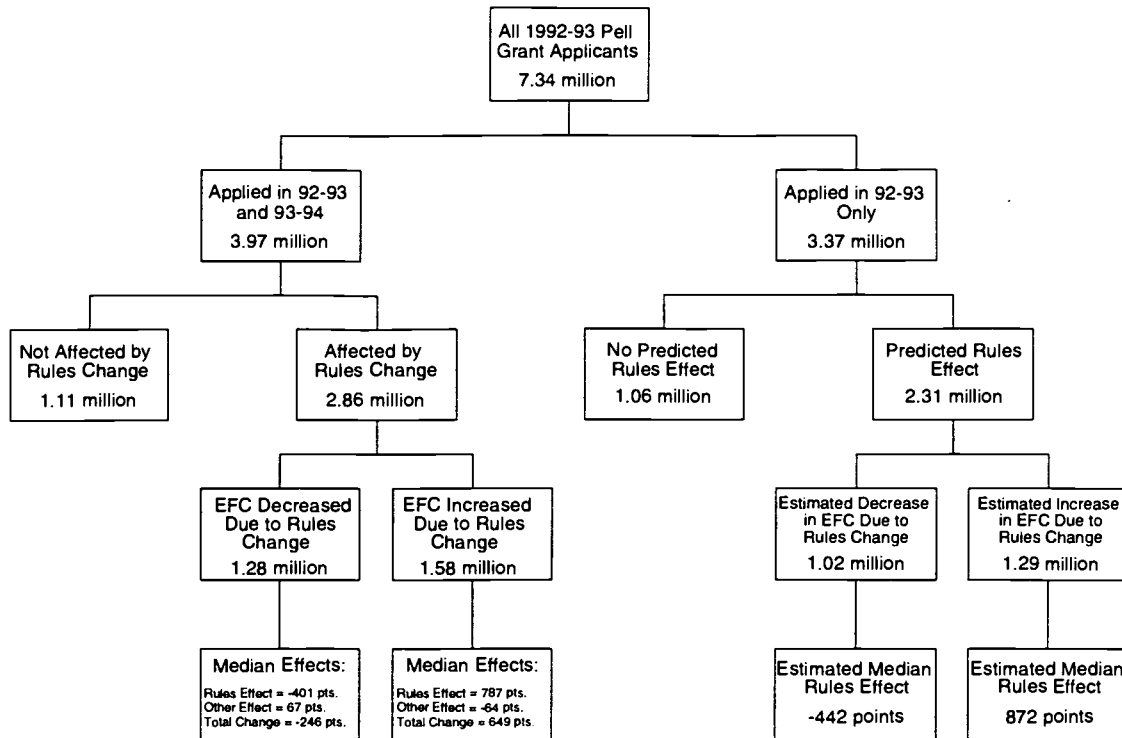 All 1992-93 Pell
Grant Applicants
7.34 million
Applied in 92-93
and 93-94
3.97 million
Applied in 92-93
Only
3.37 million
Not Affected by
Rules Change
1.11 million
Affected by
Rules Change
2.86 million
No Predicted
Rules Effect
1.06 million
Predicted Rules
Effect
2.31 million
EFC Decreased
Due to Rules
Change
1.28 million
EFC Increased
Due to Rules
Change
1.58 million
Estimated Decrease
in EFC Due to
Rules Change
1.02 million
Estimated Increase
in EFC Due to
Rules Change
1.29 million
Median Effects:
Rules Effect = -401 pts.
Other Effect = 67 pts.
Total Change = -246 pts.
Median Effects:
Rules Effect = 787 pts.
Other Effect = -64 pts.
Total Change = 649 pts.
Estimated Median
Rules Effect
-442 points
Estimated Median
Rules Effect
872 points